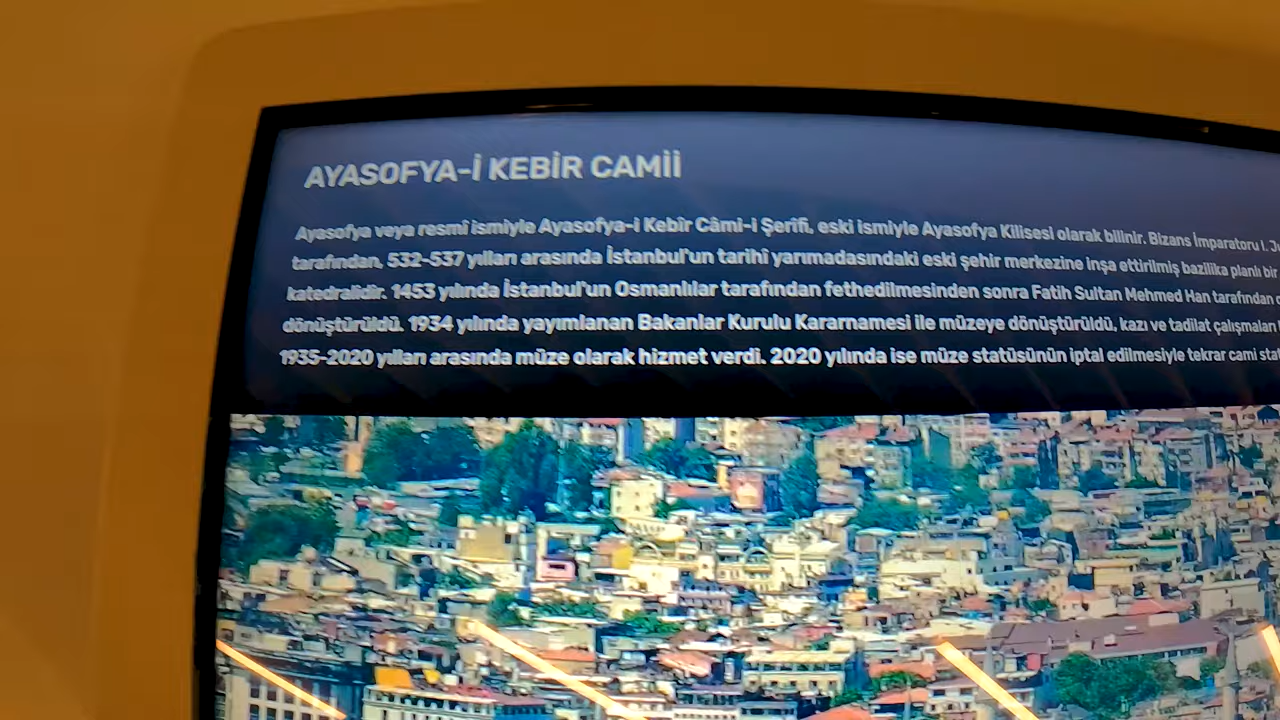 AYASOFYA-İ KEBİR CAMİİ
Ayasofya veya resmî ismiyle Ayasofya-i Kebîr Câmi-i Şerîfi, eski ismiyle Ayasofya Kilisesi olarak bilinir. Bizans İmparatoru I.
tarafından, 532-537 yılları arasında İstanbul'un tarihî yarımadasındaki eski şehir merkezine inşa ettirilmiş bazilika planlı bir
katedralidir. 1453 yılında İstanbul'un Osmanlılar tarafından fethedilmesinden sonra Fatih Sultan Mehmed Han tarafından
dönüştürüldü. 1934 yılında yayımlanan Bakanlar Kurulu Kararnamesi ile müzeye dönüştürüldü, kazı ve tadilat çalışmaları
1935-2020 yılları arasında müze olarak hizmet verdi. 2020 yılında ise müze statüsünün iptal edilmesiyle tekrar cami